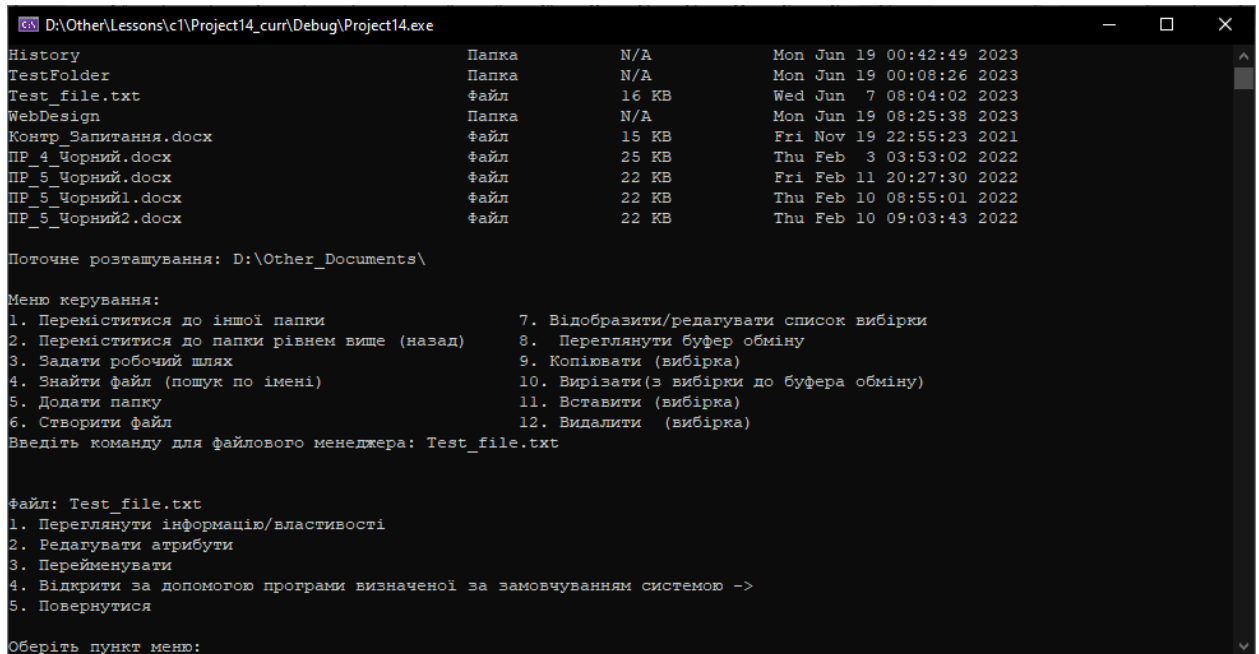 D:\Other\Lessons\c1\Project14_curr\Debug\Project14.exe
History Папка N/A Mon Jun 19 00:42:49 2023
TestFolder Папка N/A Mon Jun 19 00:08:26 2023
Test_file.txt Файл 16 KB Wed Jun 7 08:04:02 2023
WebDesign Папка N/A Mon Jun 19 08:25:38 2023
Контр_Запитання.docx Файл 15 KB Fri Nov 19 22:55:23 2021
ПР_4_Чорний.docx Файл 25 KB Thu Feb 3 03:53:02 2022
ПР_5_Чорний.docx Файл 22 KB Fri Feb 11 20:27:30 2022
ПР_5_Чорний1.docx Файл 22 KB Thu Feb 10 08:55:01 2022
ПР_5_Чорний2.docx Файл 22 KB Thu Feb 10 09:03:43 2022
Поточне розташування: D:\Other_Documents\
Меню керування:
1. Переміститися до іншої папки 7. Відобразити/редагувати список вибірки
2. Переміститися до папки рівнем вище (назад) 8. Переглянути буфер обміну
3. Задати робочий шлях 9. Копіювати (вибірка)
4. Знайти файл (пошук по імені) 10. Вирізати(з вибірки до буфера обміну)
5. Додати папку 11. Вставити (вибірка)
6. Створити файл 12. Видалити (вибірка)
Введіть команду для файлового менеджера: Test_file.txt
Файл: Test_file.txt
1. Переглянути інформацію/властивості
2. Редагувати атрибути
3. Перейменувати
4. Відкрити за допомогою програми визначеної за замовчуванням системою ->
5. Повернутися
Оберіть пункт меню: